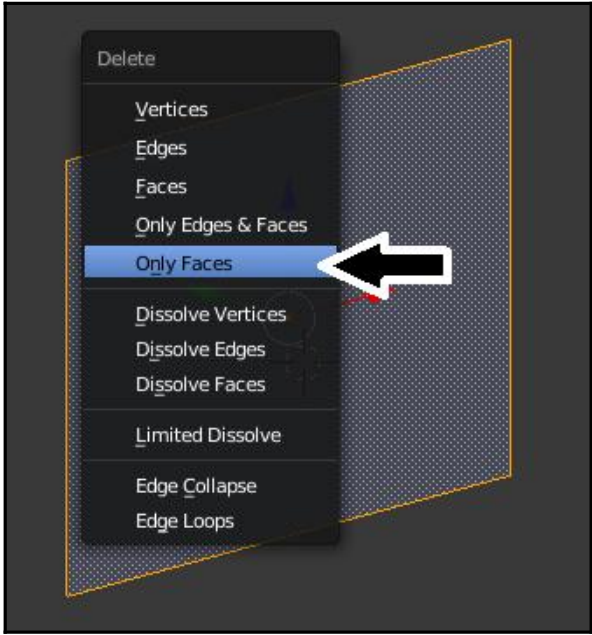 Delete
Vertices
Edges
Faces
Only Edges & Faces
Only Faces
Dissolve Vertices
Dissolve Edges
Dissolve Faces
Limited Dissolve
Edge Collapse
Edge Loops